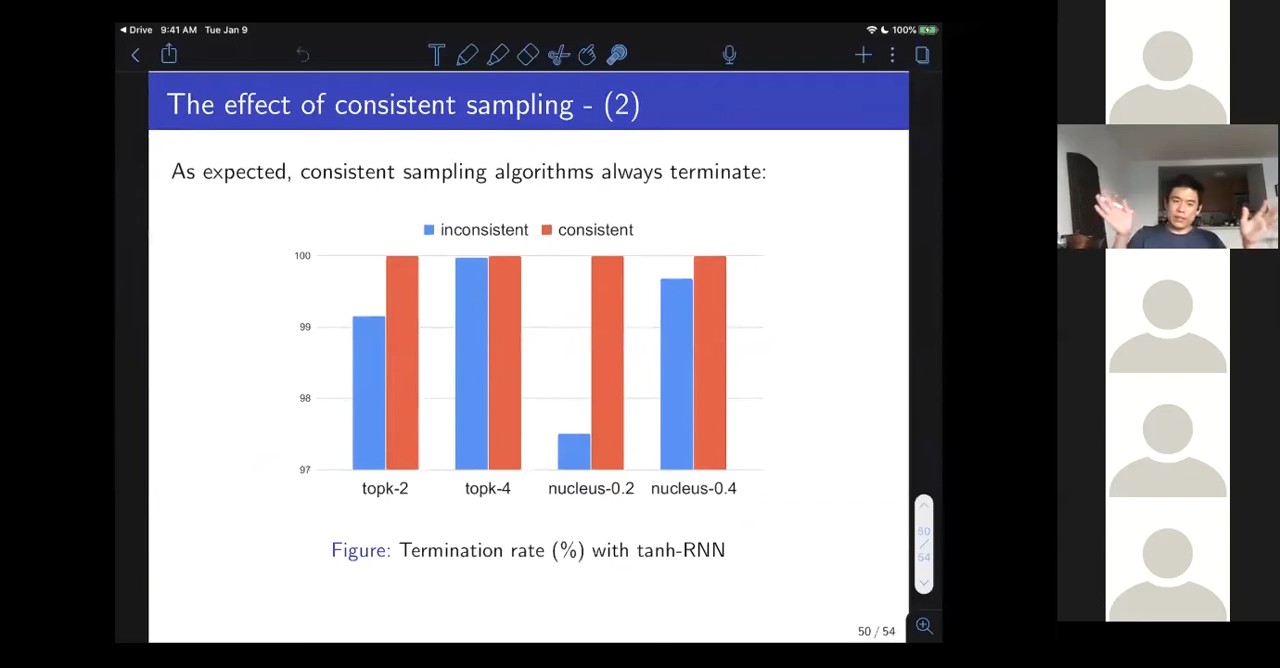 Drive 9:41 AM Tue Jan 9
100%
T
The effect of consistent sampling - (2)
As expected, consistent sampling algorithms always terminate:
inconsistent consistent
100
99
98
97
topk-2 topk-4 nucleus-0.2 nucleus-0.4
Figure: Termination rate (%) with tanh-RNN
50
/
54
50 / 54